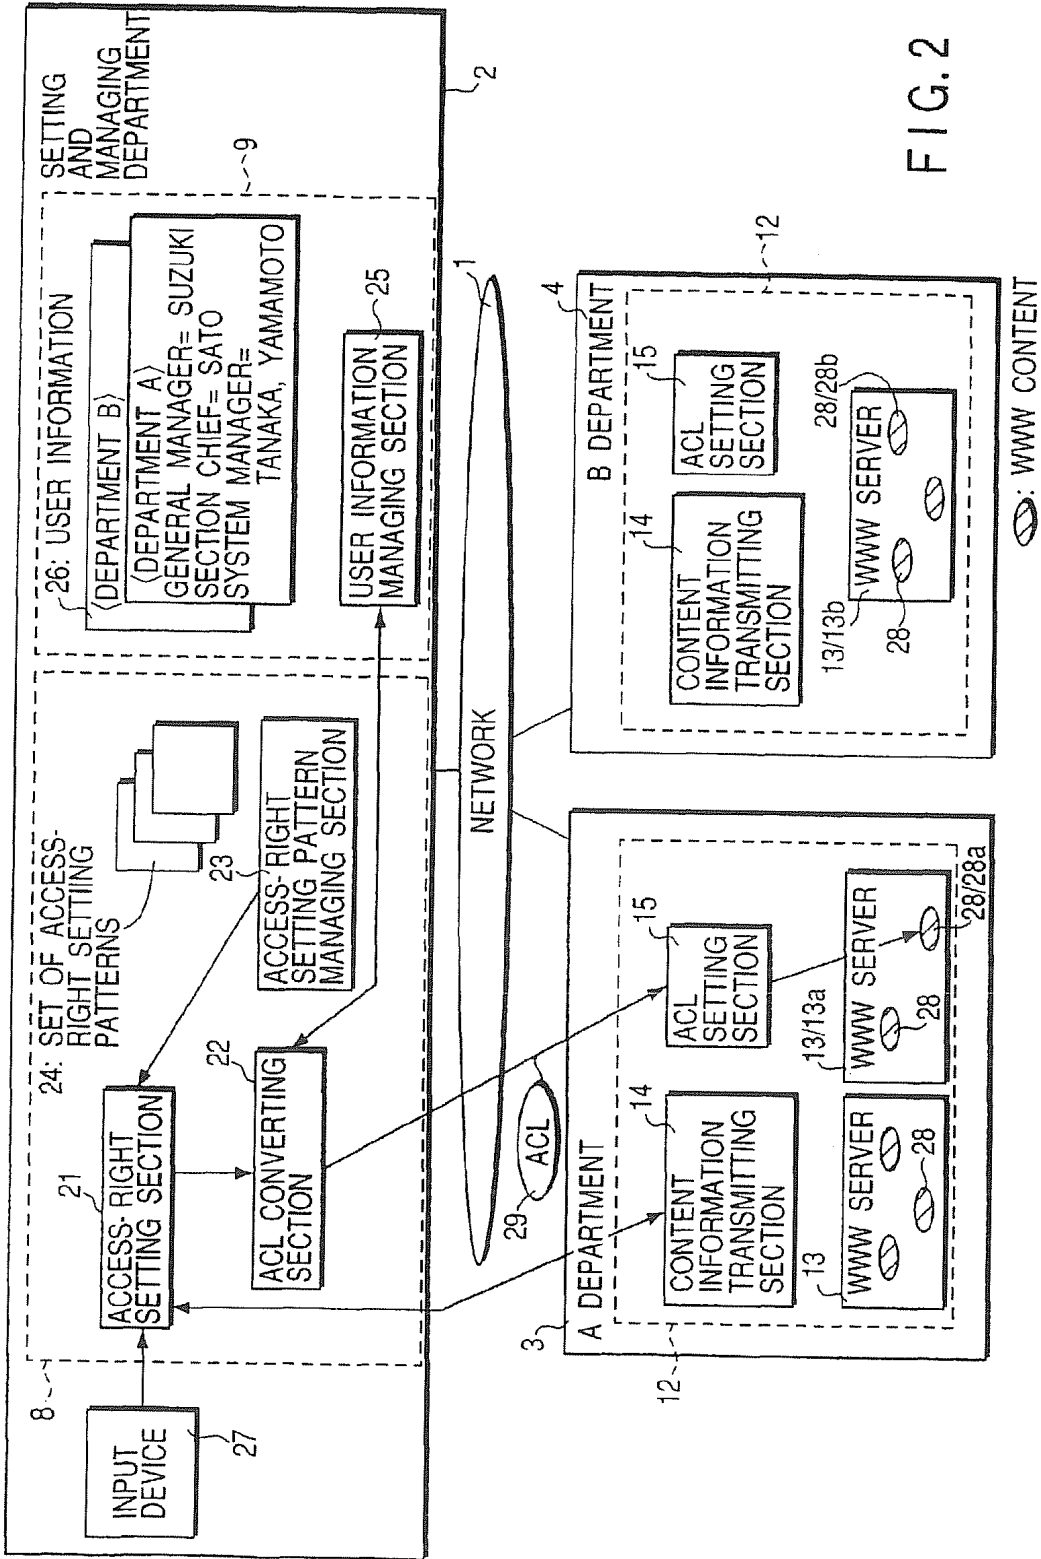 SETTING
AND
MANAGING
DEPARTMENT
2
8
INPUT
DEVICE
27
24: SET OF ACCESS-
RIGHT SETTIING
PATTERNS
21
ACCESS-RIGHT
SETTING SECTION
22
ACL CONVERTING
SECTION
23
ACCESS-RIGHT
SETTING PATTERN
MANAGING SECTION
9
26: USER INFORMATION
⟨DEPARTMENT B⟩
⟨DEPARTMENT A⟩
GENERAL MANAGER= SUZUKI
SECTION CHIEF= SATO
SYSTEM MANAGER=
TANAKA, YAMAMOTO
25
USER INFORMATION
MANAGING SECTION
NETWORK
1
29
ACL
3
A DEPARTMENT
12
14
CONTENT
INFORMATION
TRANSMITTING
SECTION
15
ACL
SETTING
SECTION
13
WWW SERVER
28
13/13a
WWW SERVER
28
28/28a
4
B DEPARTMENT
12
14
CONTENT
INFORMATION
TRANSMITTING
SECTION
15
ACL
SETTING
SECTION
13/13b
WWW SERVER
28
28/28b
: WWW CONTENT
FIG. 2